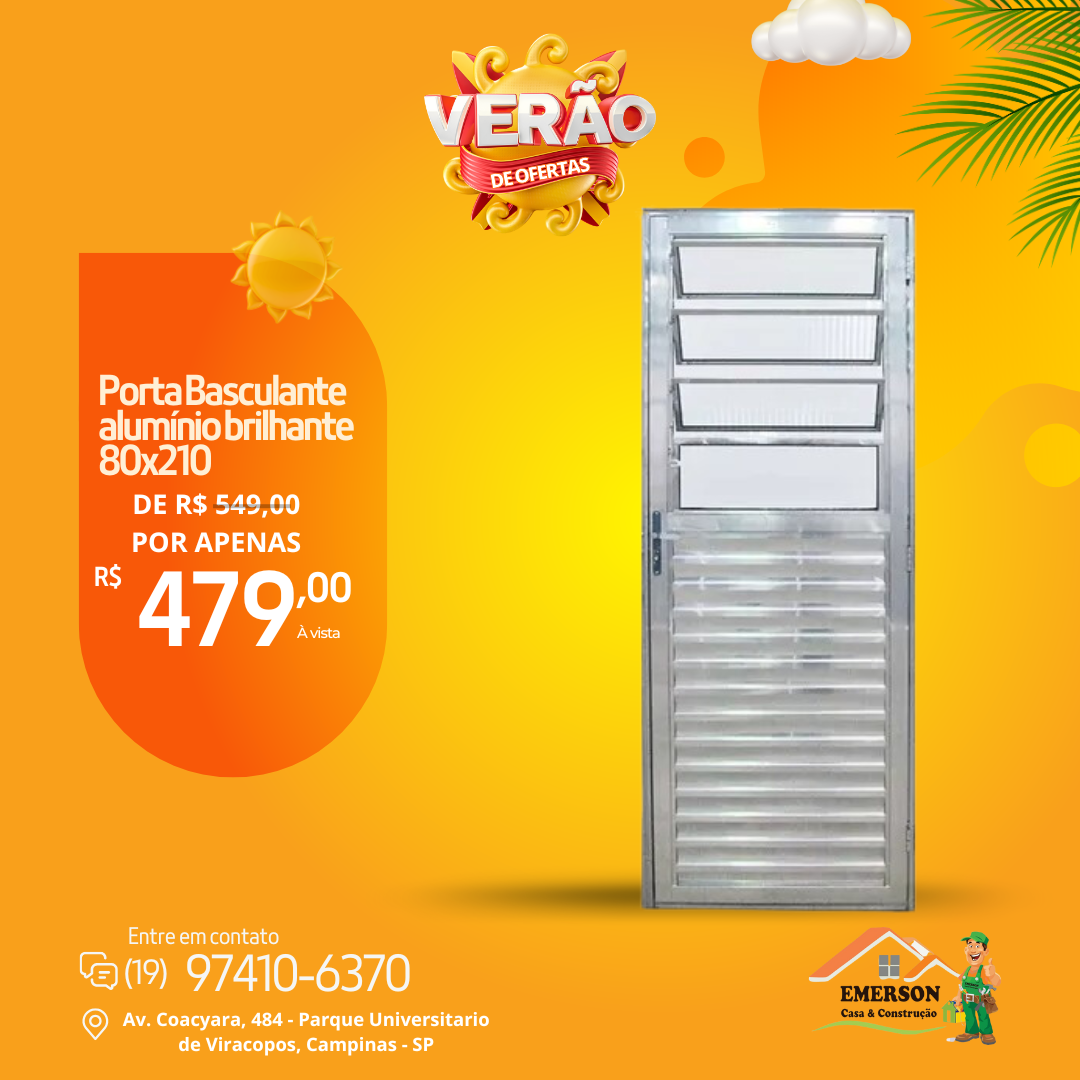 VERÃO
DE OFERTAS
Porta Basculante
alumínio brilhante
80x210
DE R$ 549,00
POR APENAS
R$ 479,00
À vista
Entre em contato
(19) 97410-6370
Av. Coacyara, 484 - Parque Universitario
de Viracopos, Campinas - SP
EMERSON
Casa & Construção